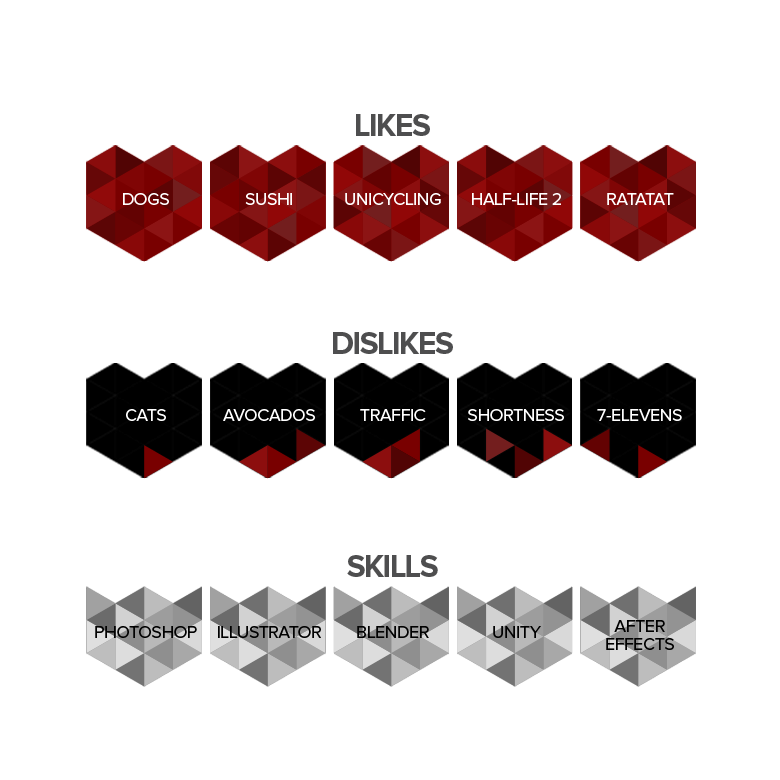 LIKES
DOGS
SUSHI
UNICYCLING
HALF-LIFE 2
RATATAT
DISLIKES
CATS
AVOCADOS
TRAFFIC
SHORTNESS
7-ELEVENS
SKILLS
PHOTOSHOP
ILLUSTRATOR
BLENDER
UNITY
AFTER
EFFECTS